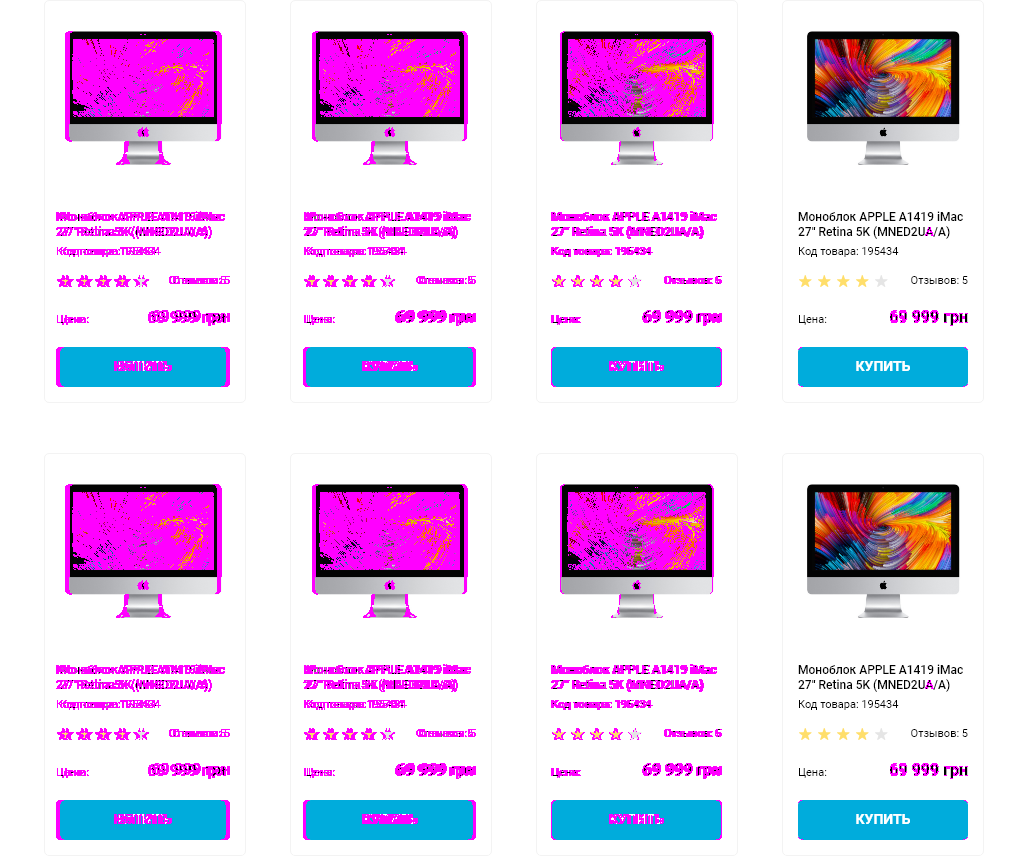 Моноблок APPLE A1419 iMac
27" Retina 5K (MNED2UA/A)
Код товара: 195434
Отзывов: 5
Цена: 69 999 грн
КУПИТЬ
Моноблок APPLE A1419 iMac
27" Retina 5K (MNED2UA/A)
Код товара: 195434
Отзывов: 5
Цена: 69 999 грн
КУПИТЬ
Моноблок APPLE A1419 iMac
27" Retina 5K (MNED2UA/A)
Код товара: 195434
Отзывов: 5
Цена: 69 999 грн
КУПИТЬ
Моноблок APPLE A1419 iMac
27" Retina 5K (MNED2UA/A)
Код товара: 195434
Отзывов: 5
Цена: 69 999 грн
КУПИТЬ
Моноблок APPLE A1419 iMac
27" Retina 5K (MNED2UA/A)
Код товара: 195434
Отзывов: 5
Цена: 69 999 грн
КУПИТЬ
Моноблок APPLE A1419 iMac
27" Retina 5K (MNED2UA/A)
Код товара: 195434
Отзывов: 5
Цена: 69 999 грн
КУПИТЬ
Моноблок APPLE A1419 iMac
27" Retina 5K (MNED2UA/A)
Код товара: 195434
Отзывов: 5
Цена: 69 999 грн
КУПИТЬ
Моноблок APPLE A1419 iMac
27" Retina 5K (MNED2UA/A)
Код товара: 195434
Отзывов: 5
Цена: 69 999 грн
КУПИТЬ